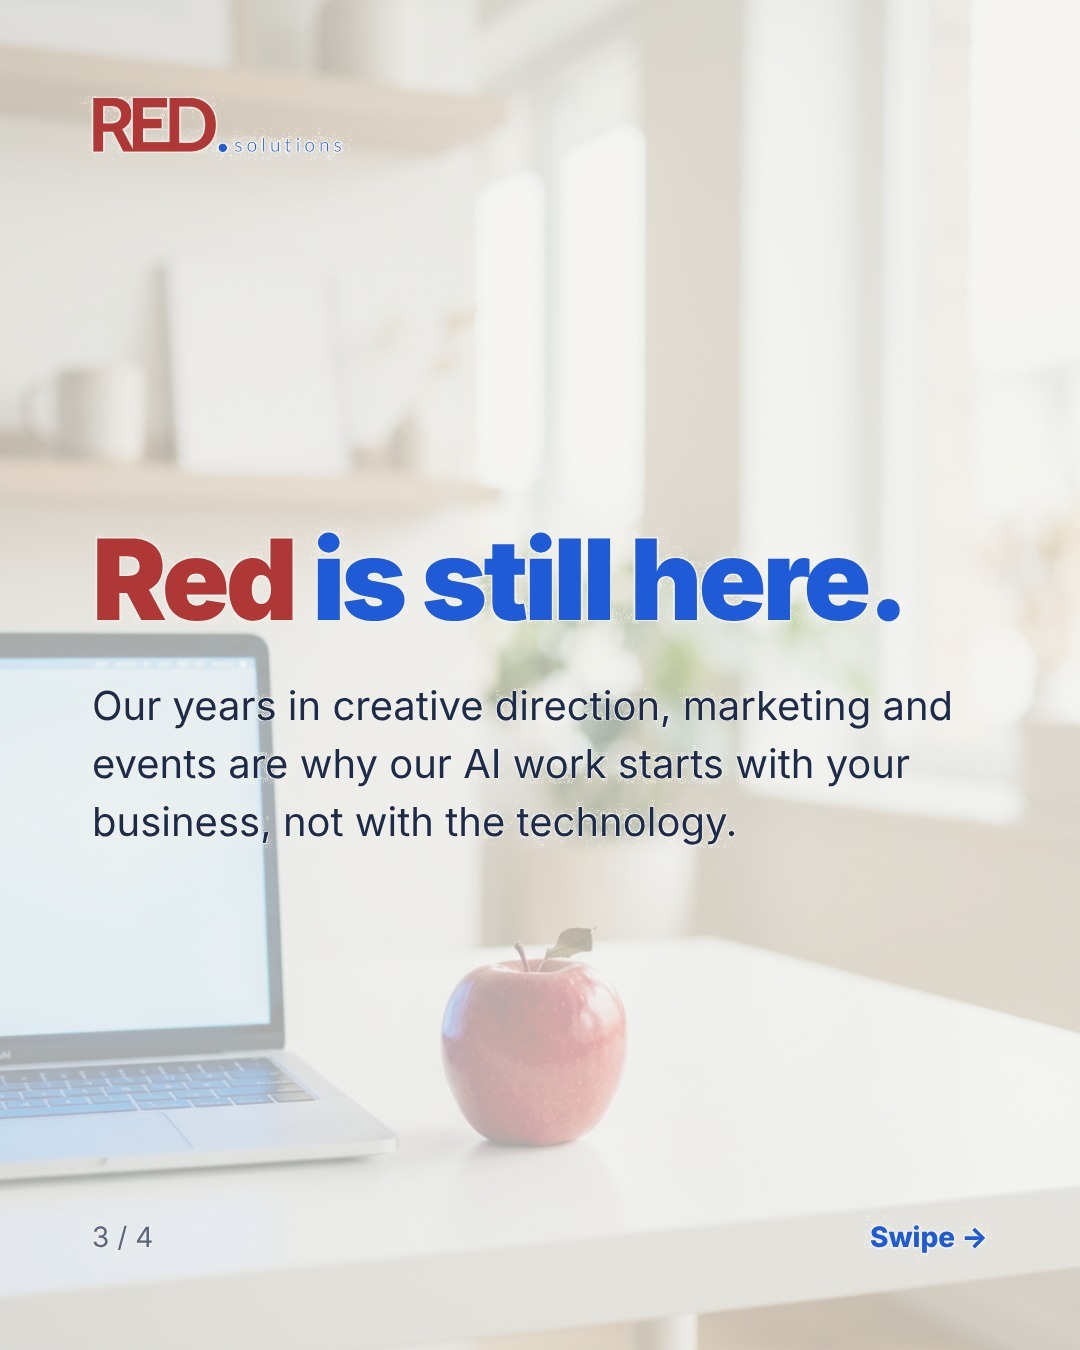 RED.solutions
Red is still here.
Our years in creative direction, marketing and
events are why our AI work starts with your
business, not with the technology.
3 / 4
Swipe →